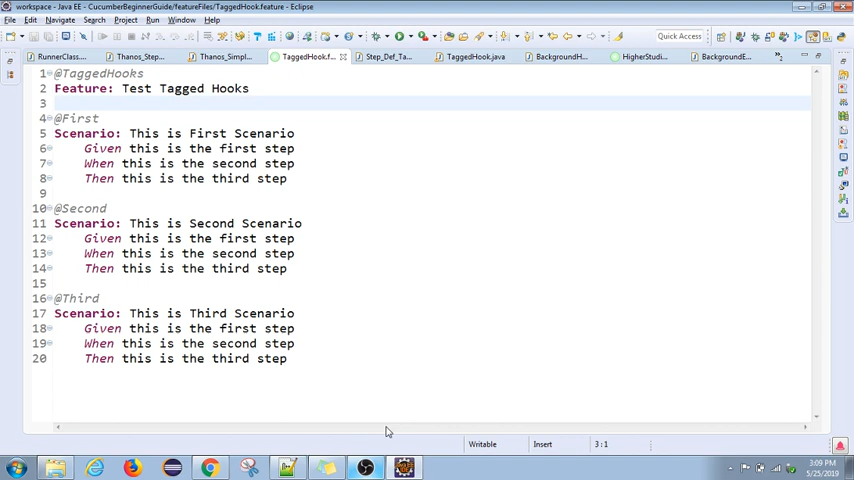 workspace - Java EE - CucumberBeginnerGuide/featureFiles/TaggedHook.feature - Eclipse
File Edit Navigate Search Project Run Window Help
Quick Access
RunnerClass.... Thanos_Step... Thanos_Simpl... TaggedHook.f... Step_Def_Ta... TaggedHook.java BackgroundH... HigherStudi... BackgroundE... »2
1 @TaggedHooks
2 Feature: Test Tagged Hooks
3
4 @First
5 Scenario: This is First Scenario
6 Given this is the first step
7 When this is the second step
8 Then this is the third step
9
10 @Second
11 Scenario: This is Second Scenario
12 Given this is the first step
13 When this is the second step
14 Then this is the third step
15
16 @Third
17 Scenario: This is Third Scenario
18 Given this is the first step
19 When this is the second step
20 Then this is the third step
Writable Insert 3 : 1
3:09 PM
5/25/2019